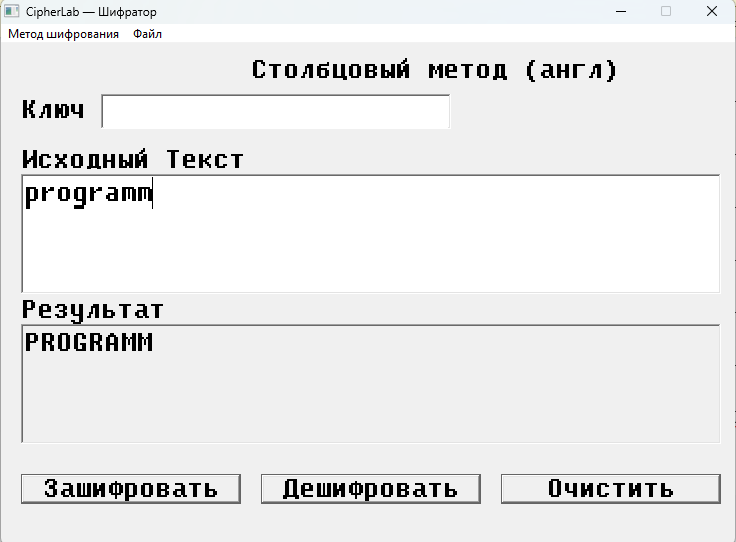 CipherLab — Шифратор
Метод шифрования Файл
Столбцовый метод (англ)
Ключ
Исходный Текст
programm
Результат
PROGRAMM
Зашифровать Дешифровать Очистить